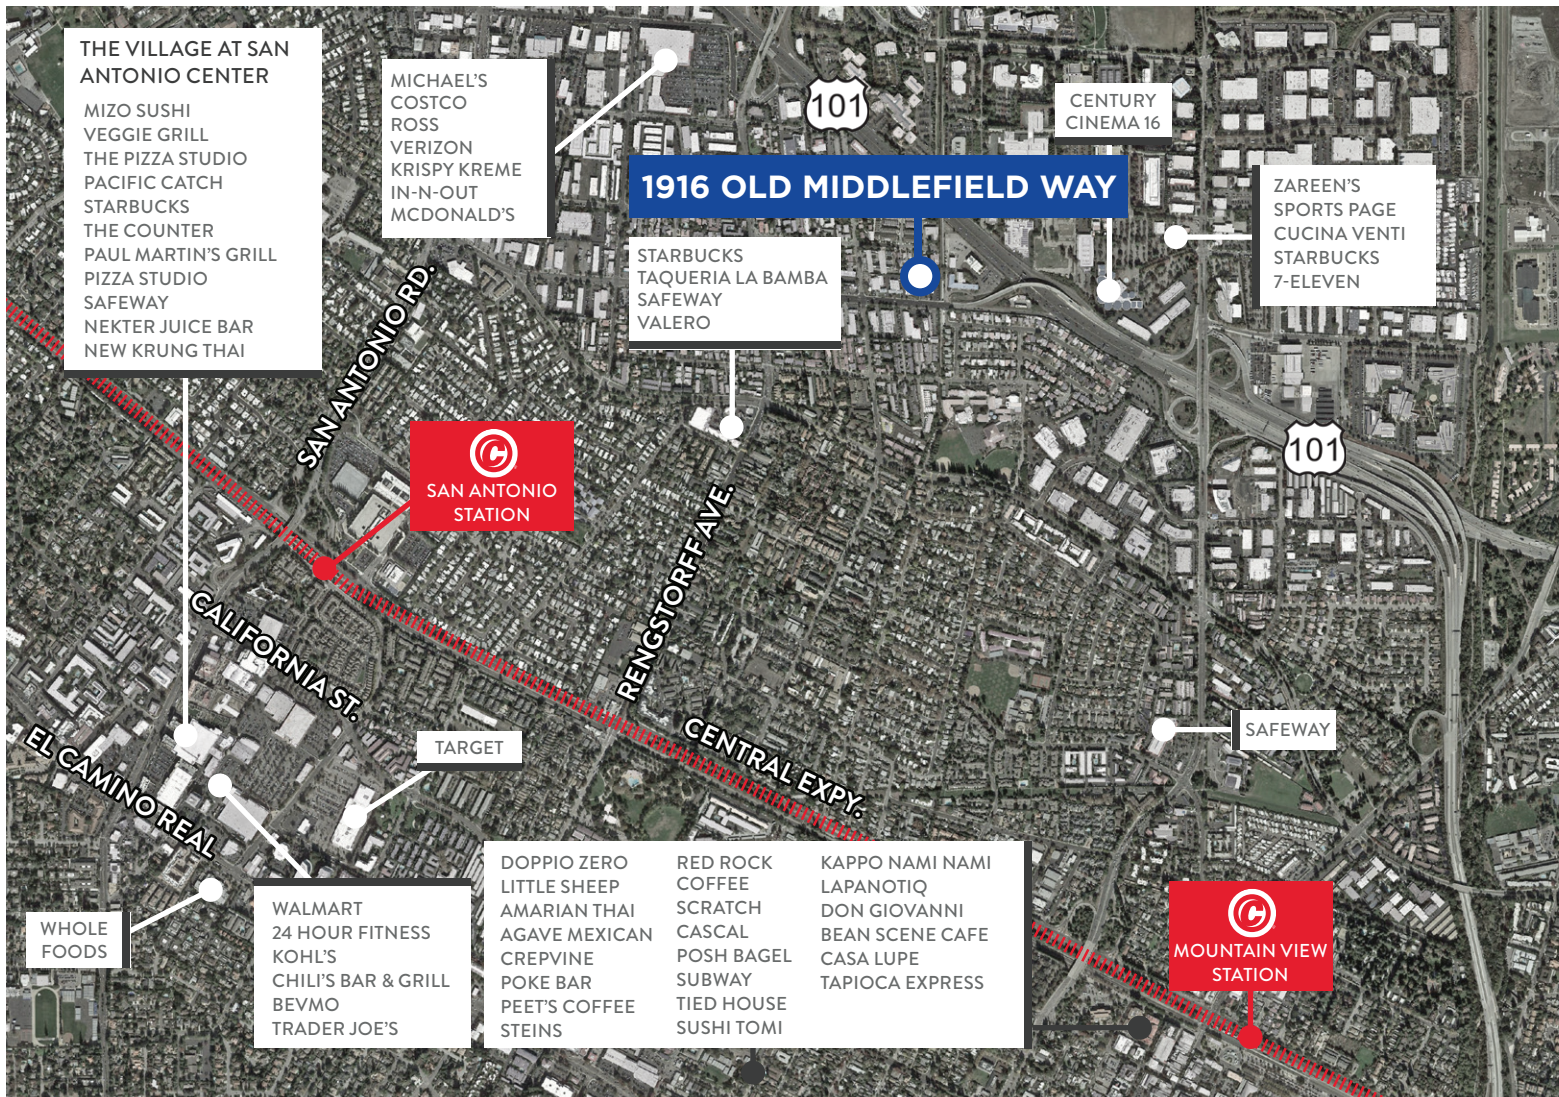 THE VILLAGE AT SAN
ANTONIO CENTER
MIZO SUSHI
VEGGIE GRILL
THE PIZZA STUDIO
PACIFIC CATCH
STARBUCKS
THE COUNTER
PAUL MARTIN'S GRILL
PIZZA STUDIO
SAFEWAY
NEKTER JUICE BAR
NEW KRUNG THAI
MICHAEL'S
COSTCO
ROSS
VERIZON
KRISPY KREME
IN-N-OUT
MCDONALD'S
101
CENTURY
CINEMA 16
1916 OLD MIDDLEFIELD WAY
ZAREEN'S
SPORTS PAGE
CUCINA VENTI
STARBUCKS
7-ELEVEN
STARBUCKS
TAQUERIA LA BAMBA
SAFEWAY
VALERO
SAN ANTONIO RD.
C
SAN ANTONIO
STATION
101
RENGSTORFF AVE.
CALIFORNIA ST.
EL CAMINO REAL
TARGET
CENTRAL EXPY.
SAFEWAY
WHOLE
FOODS
WALMART
24 HOUR FITNESS
KOHL'S
CHILI'S BAR & GRILL
BEVMO
TRADER JOE'S
DOPPIO ZERO
LITTLE SHEEP
AMARIAN THAI
AGAVE MEXICAN
CREPVINE
POKE BAR
PEET'S COFFEE
STEINS
RED ROCK
COFFEE
SCRATCH
CASCAL
POSH BAGEL
SUBWAY
TIED HOUSE
SUSHI TOMI
KAPPO NAMI NAMI
LAPANOTIQ
DON GIOVANNI
BEAN SCENE CAFE
CASA LUPE
TAPIOCA EXPRESS
C
MOUNTAIN VIEW
STATION